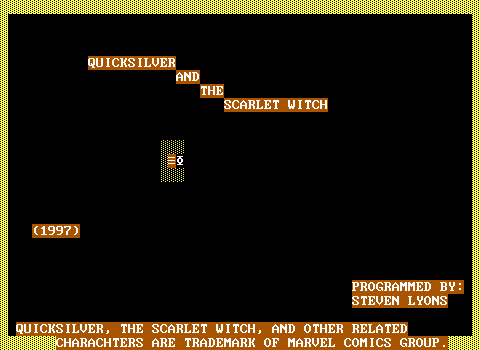 QUICKSILVER
AND
THE
SCARLET WITCH
(1997)
PROGRAMMED BY:
STEVEN LYONS
QUICKSILVER, THE SCARLET WITCH, AND OTHER RELATED
CHARACHTERS ARE TRADEMARK OF MARVEL COMICS GROUP.